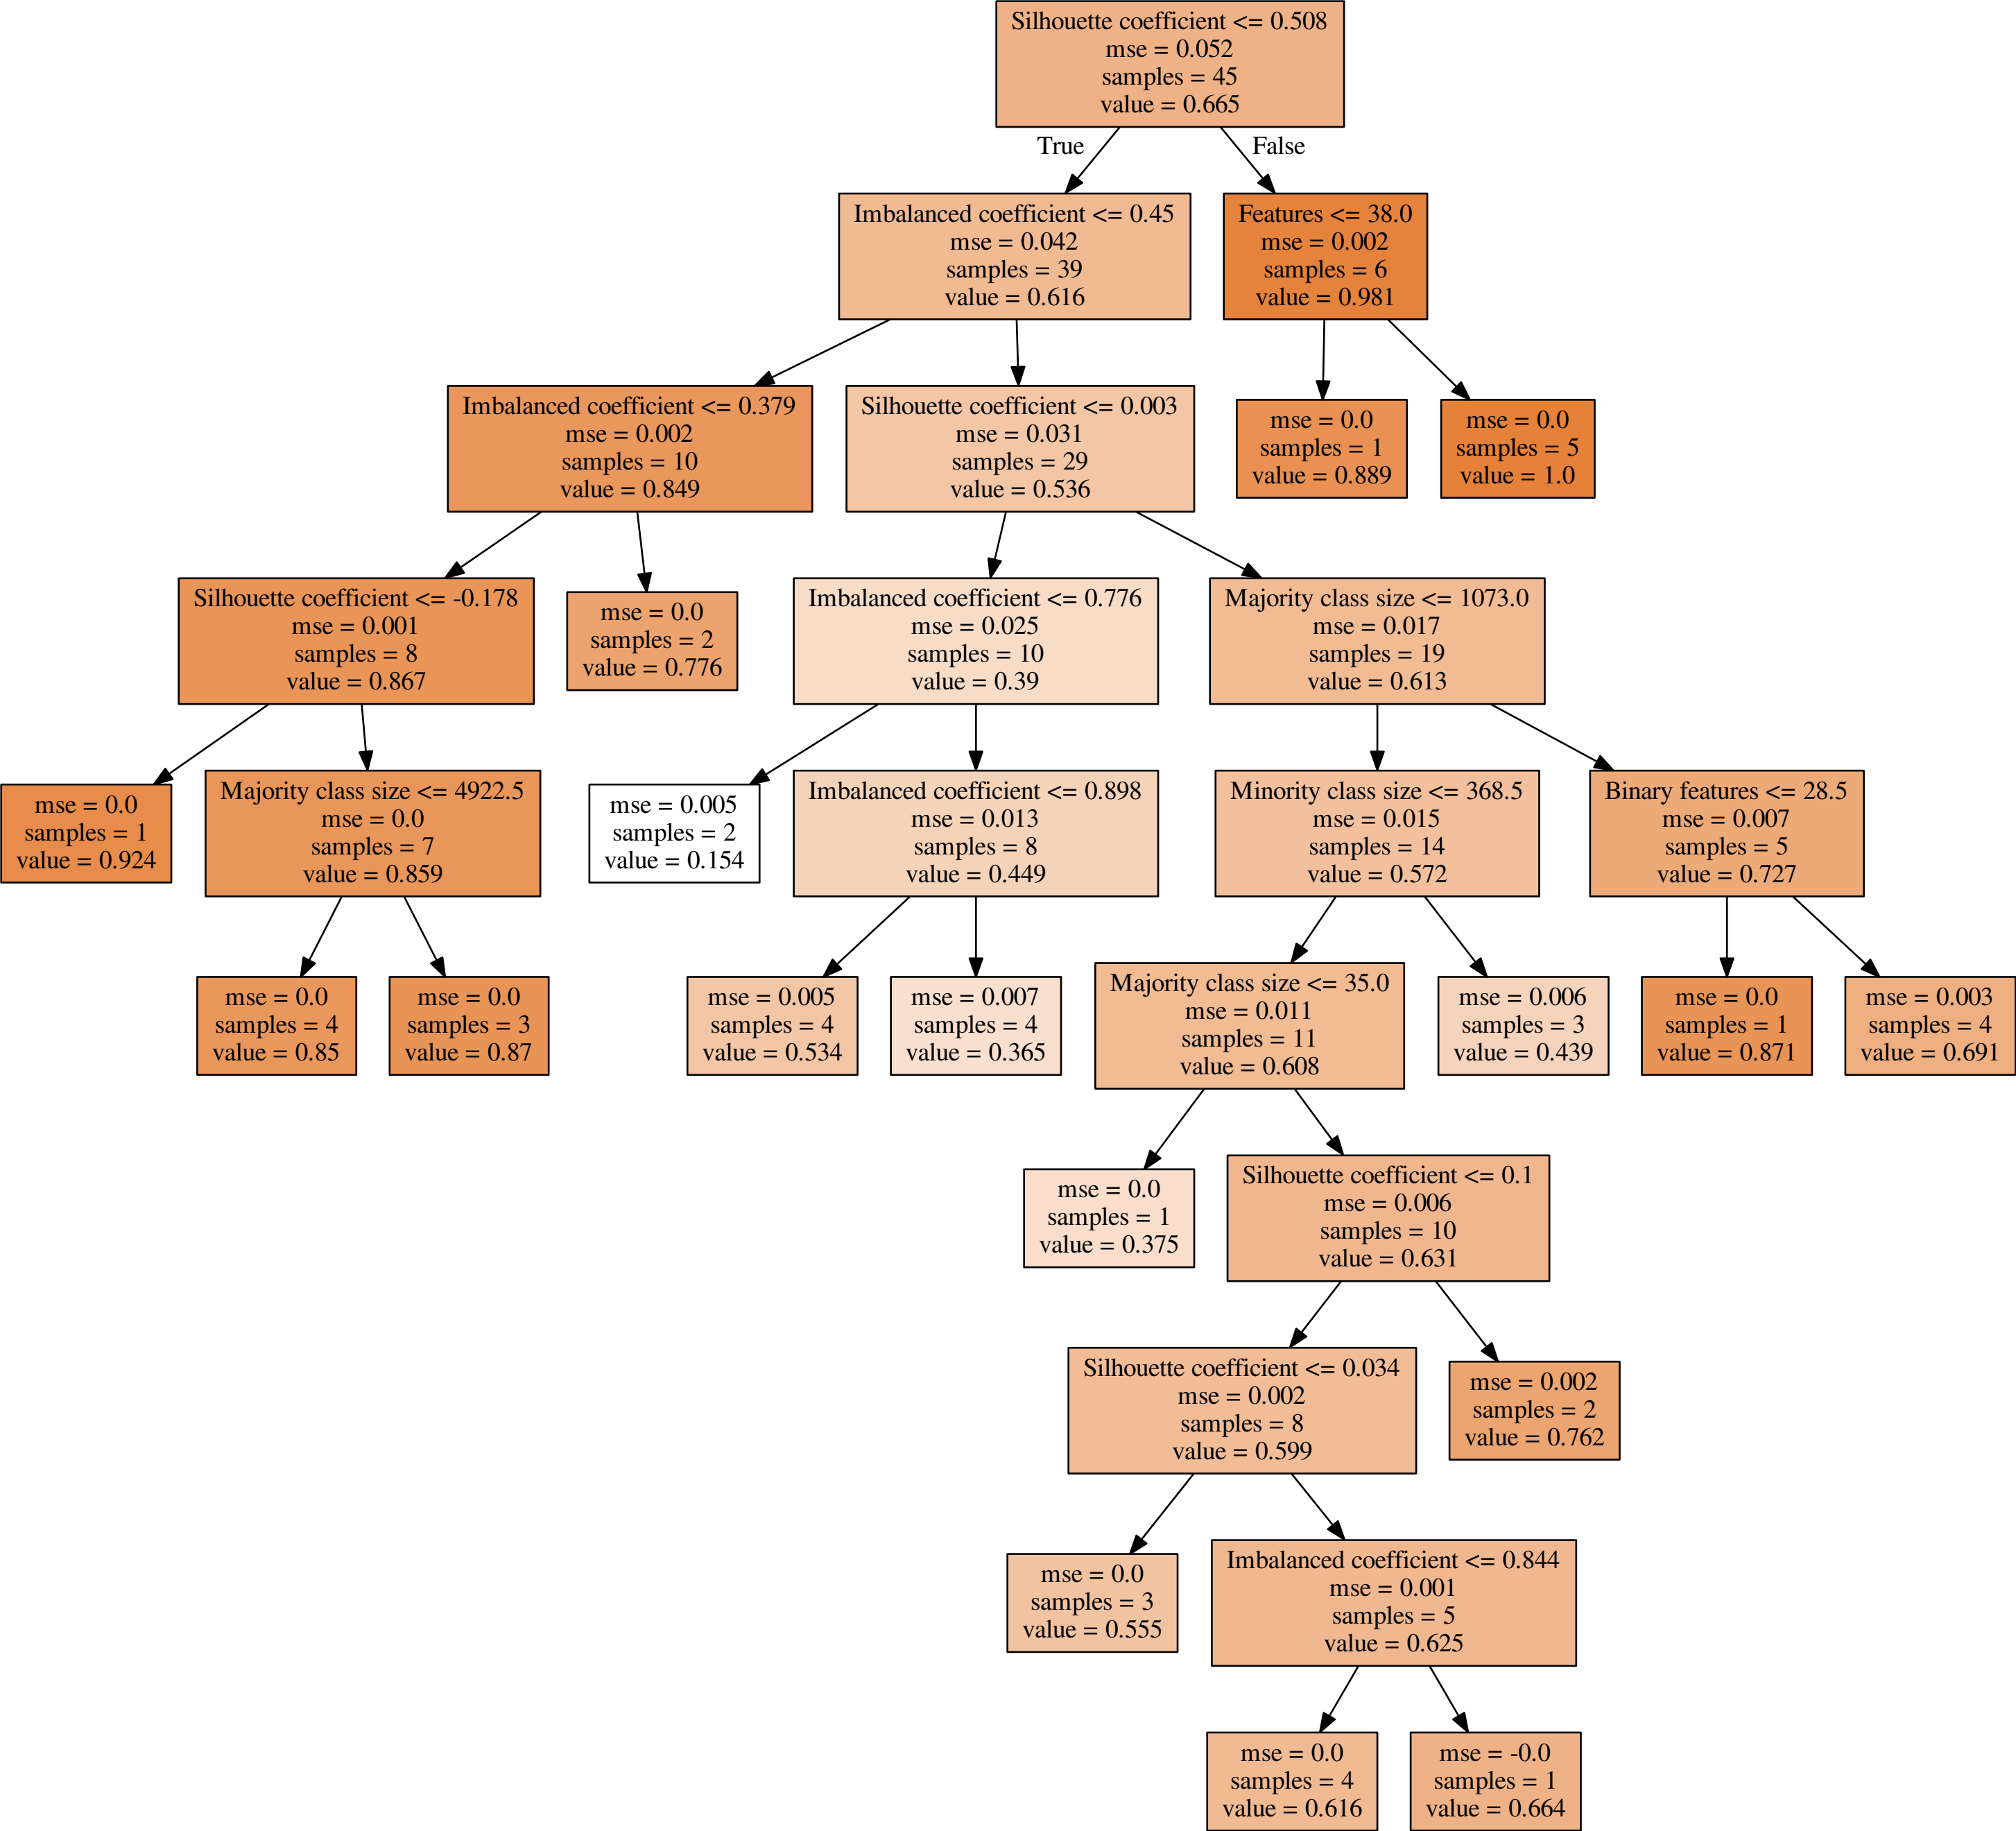 Silhouette coefficient <= 0.508
mse = 0.052
samples = 45
value = 0.665
True
False
Imbalanced coefficient <= 0.45
mse = 0.042
samples = 39
value = 0.616
Features <= 38.0
mse = 0.002
samples = 6
value = 0.981
Imbalanced coefficient <= 0.379
mse = 0.002
samples = 10
value = 0.849
Silhouette coefficient <= 0.003
mse = 0.031
samples = 29
value = 0.536
mse = 0.0
samples = 1
value = 0.889
mse = 0.0
samples = 5
value = 1.0
Silhouette coefficient <= -0.178
mse = 0.001
samples = 8
value = 0.867
mse = 0.0
samples = 2
value = 0.776
Imbalanced coefficient <= 0.776
mse = 0.025
samples = 10
value = 0.39
Majority class size <= 1073.0
mse = 0.017
samples = 19
value = 0.613
mse = 0.0
samples = 1
value = 0.924
Majority class size <= 4922.5
mse = 0.0
samples = 7
value = 0.859
mse = 0.005
samples = 2
value = 0.154
Imbalanced coefficient <= 0.898
mse = 0.013
samples = 8
value = 0.449
Minority class size <= 368.5
mse = 0.015
samples = 14
value = 0.572
Binary features <= 28.5
mse = 0.007
samples = 5
value = 0.727
mse = 0.0
samples = 4
value = 0.85
mse = 0.0
samples = 3
value = 0.87
mse = 0.005
samples = 4
value = 0.534
mse = 0.007
samples = 4
value = 0.365
Majority class size <= 35.0
mse = 0.011
samples = 11
value = 0.608
mse = 0.006
samples = 3
value = 0.439
mse = 0.0
samples = 1
value = 0.871
mse = 0.003
samples = 4
value = 0.691
mse = 0.0
samples = 1
value = 0.375
Silhouette coefficient <= 0.1
mse = 0.006
samples = 10
value = 0.631
Silhouette coefficient <= 0.034
mse = 0.002
samples = 8
value = 0.599
mse = 0.002
samples = 2
value = 0.762
mse = 0.0
samples = 3
value = 0.555
Imbalanced coefficient <= 0.844
mse = 0.001
samples = 5
value = 0.625
mse = 0.0
samples = 4
value = 0.616
mse = -0.0
samples = 1
value = 0.664